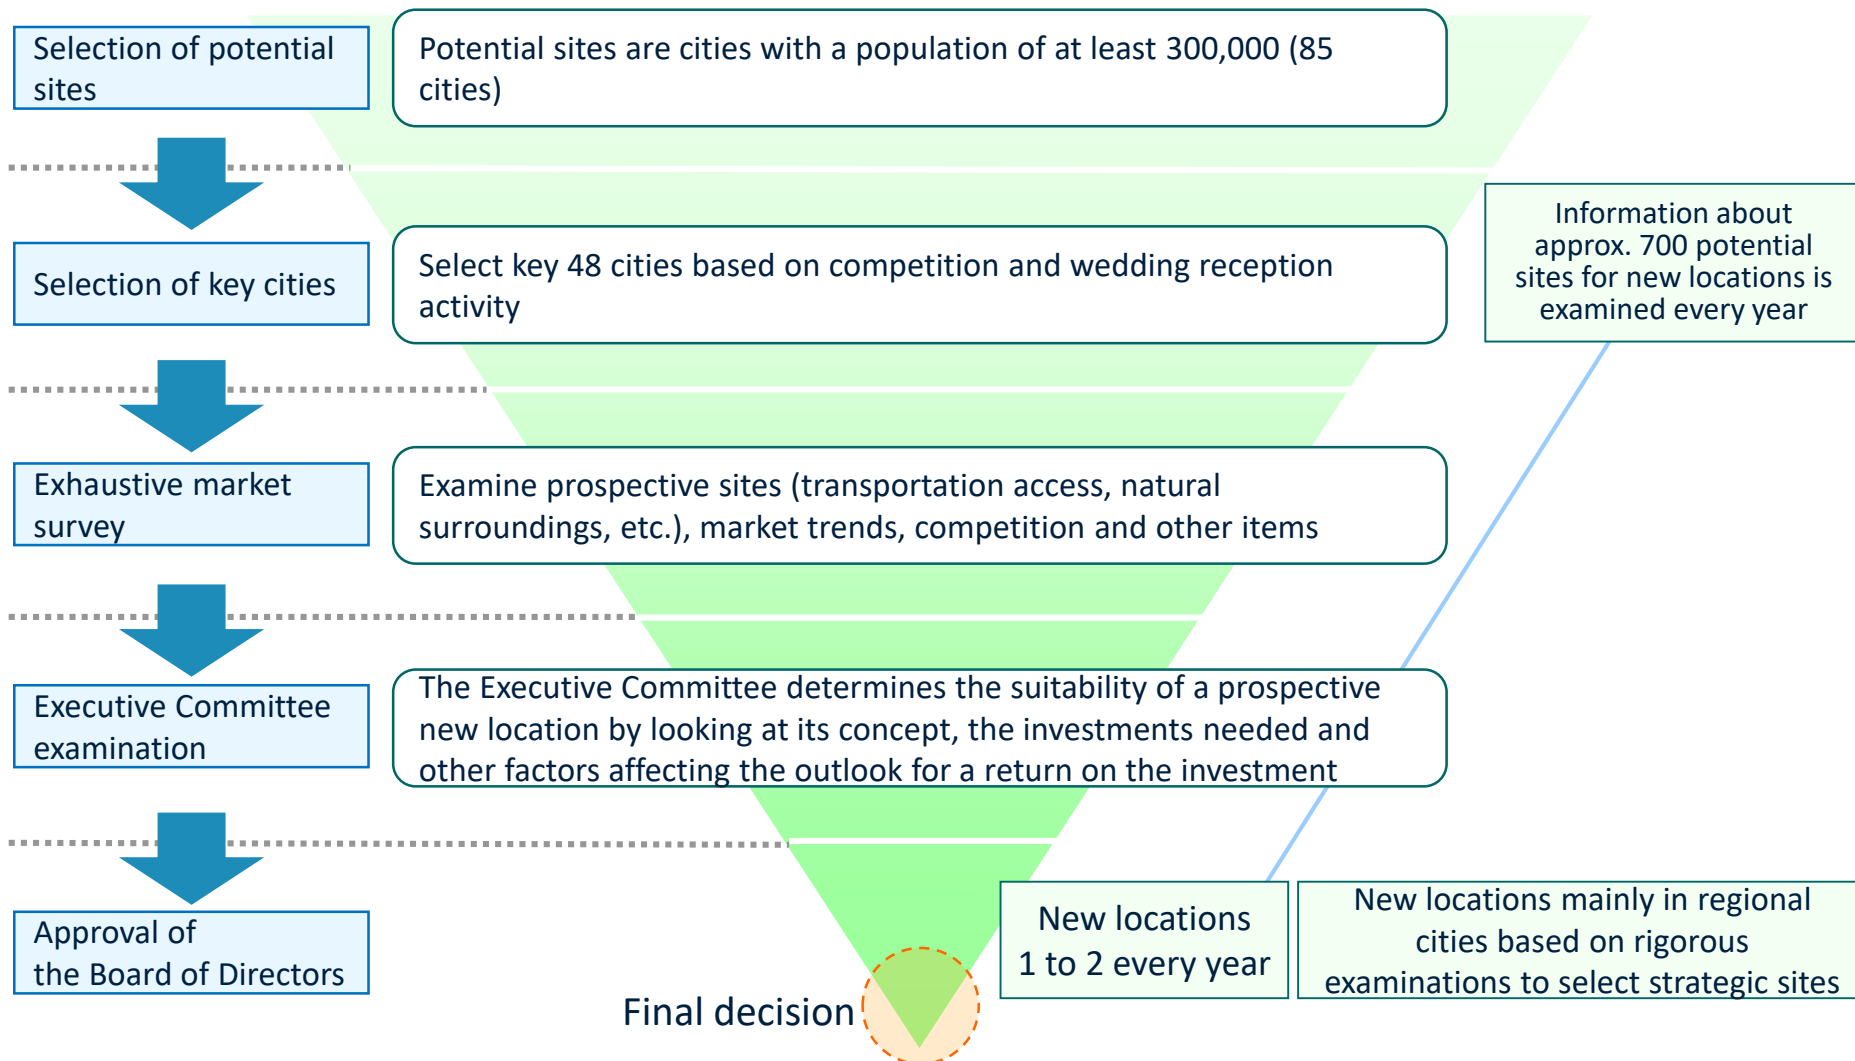 Selection of potential
sites
Potential sites are cities with a population of at least 300,000 (85
cities)
Selection of key cities
Select key 48 cities based on competition and wedding reception
activity
Information about
approx. 700 potential
sites for new locations is
examined every year
Exhaustive market
survey
Examine prospective sites (transportation access, natural
surroundings, etc.), market trends, competition and other items
Executive Committee
examination
The Executive Committee determines the suitability of a prospective
new location by looking at its concept, the investments needed and
other factors affecting the outlook for a return on the investment
Approval of
the Board of Directors
Final decision
New locations
1 to 2 every year
New locations mainly in regional
cities based on rigorous
examinations to select strategic sites